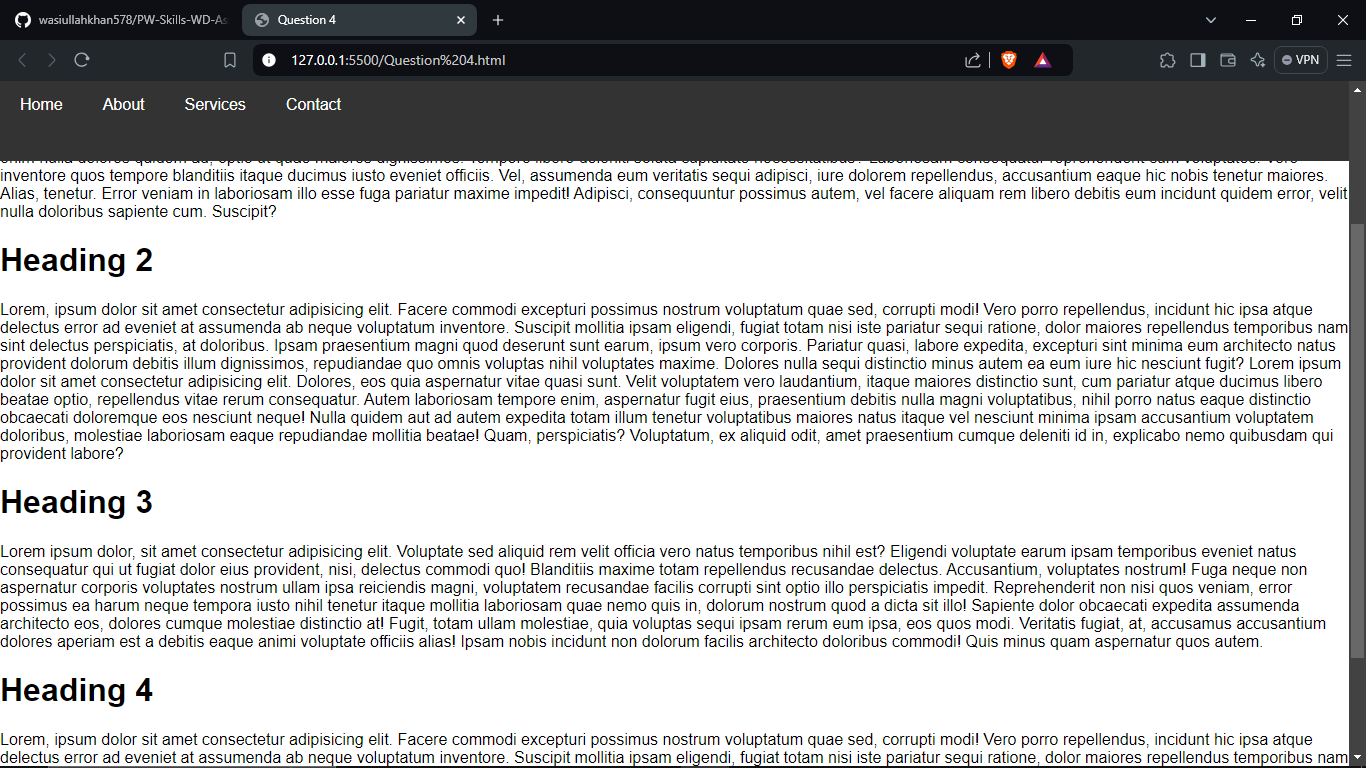 wasiullahkhan578/PW-Skills-WD-As
Question 4
127.0.0.1:5500/Question%204.html
VPN
Home About Services Contact
inventore quos tempore blanditiis itaque ducimus iusto eveniet officiis. Vel, assumenda eum veritatis sequi adipisci, iure dolorem repellendus, accusantium eaque hic nobis tenetur maiores.
Alias, tenetur. Error veniam in laboriosam illo esse fuga pariatur maxime impedit! Adipisci, consequuntur possimus autem, vel facere aliquam rem libero debitis eum incidunt quidem error, velit
nulla doloribus sapiente cum. Suscipit?
Heading 2
Lorem, ipsum dolor sit amet consectetur adipisicing elit. Facere commodi excepturi possimus nostrum voluptatum quae sed, corrupti modi! Vero porro repellendus, incidunt hic ipsa atque
delectus error ad eveniet at assumenda ab neque voluptatum inventore. Suscipit mollitia ipsam eligendi, fugiat totam nisi iste pariatur sequi ratione, dolor maiores repellendus temporibus nam
sint delectus perspiciatis, at doloribus. Ipsam praesentium magni quod deserunt sunt earum, ipsum vero corporis. Pariatur quasi, labore expedita, excepturi sint minima eum architecto natus
provident dolorum debitis illum dignissimos, repudiandae quo omnis voluptas nihil voluptates maxime. Dolores nulla sequi distinctio minus autem ea eum iure hic nesciunt fugit? Lorem ipsum
dolor sit amet consectetur adipisicing elit. Dolores, eos quia aspernatur vitae quasi sunt. Velit voluptatem vero laudantium, itaque maiores distinctio sunt, cum pariatur atque ducimus libero
beatae optio, repellendus vitae rerum consequatur. Autem laboriosam tempore enim, aspernatur fugit eius, praesentium debitis nulla magni voluptatibus, nihil porro natus eaque distinctio
obcaecati doloremque eos nesciunt neque! Nulla quidem aut ad autem expedita totam illum tenetur voluptatibus maiores natus itaque vel nesciunt minima ipsam accusantium voluptatem
doloribus, molestiae laboriosam eaque repudiandae mollitia beatae! Quam, perspiciatis? Voluptatum, ex aliquid odit, amet praesentium cumque deleniti id in, explicabo nemo quibusdam qui
provident labore?
Heading 3
Lorem ipsum dolor, sit amet consectetur adipisicing elit. Voluptate sed aliquid rem velit officia vero natus temporibus nihil est? Eligendi voluptate earum ipsam temporibus eveniet natus
consequatur qui ut fugiat dolor eius provident, nisi, delectus commodi quo! Blanditiis maxime totam repellendus recusandae delectus. Accusantium, voluptates nostrum! Fuga neque non
aspernatur corporis voluptates nostrum ullam ipsa reiciendis magni, voluptatem recusandae facilis corrupti sint optio illo perspiciatis impedit. Reprehenderit non nisi quos veniam, error
possimus ea harum neque tempora iusto nihil tenetur itaque mollitia laboriosam quae nemo quis in, dolorum nostrum quod a dicta sit illo! Sapiente dolor obcaecati expedita assumenda
architecto eos, dolores cumque molestiae distinctio at! Fugit, totam ullam molestiae, quia voluptas sequi ipsam rerum eum ipsa, eos quos modi. Veritatis fugiat, at, accusamus accusantium
dolores aperiam est a debitis eaque animi voluptate officiis alias! Ipsam nobis incidunt non dolorum facilis architecto doloribus commodi! Quis minus quam aspernatur quos autem.
Heading 4
Lorem, ipsum dolor sit amet consectetur adipisicing elit. Facere commodi excepturi possimus nostrum voluptatum quae sed, corrupti modi! Vero porro repellendus, incidunt hic ipsa atque
delectus error ad eveniet at assumenda ab neque voluptatum inventore. Suscipit mollitia ipsam eligendi, fugiat totam nisi iste pariatur sequi ratione, dolor maiores repellendus temporibus nam